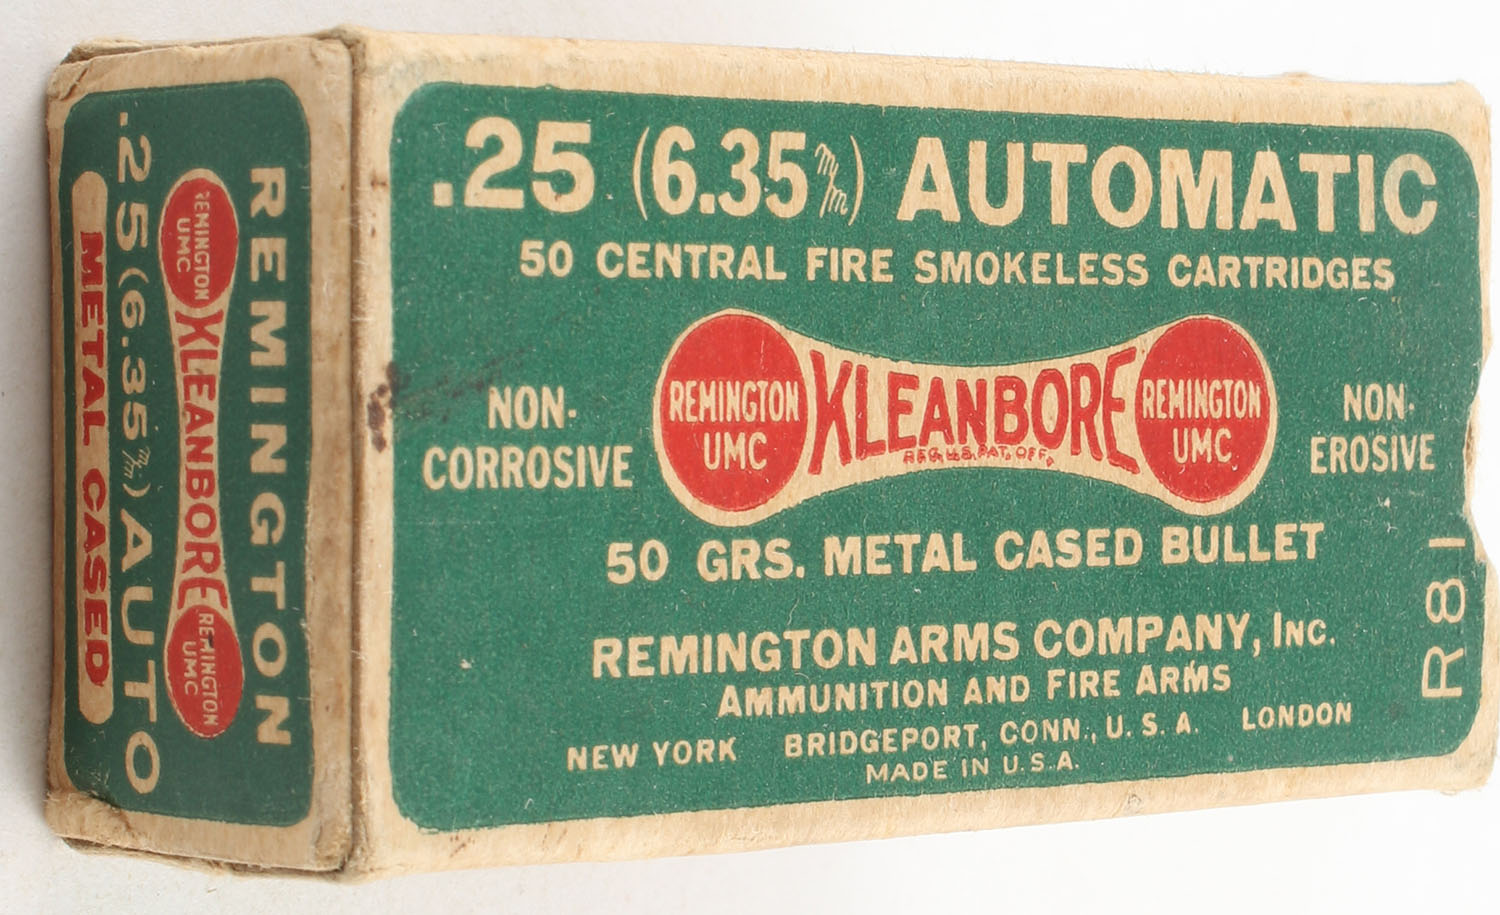 .25 (6.35 m/m) AUTOMATIC
50 CENTRAL FIRE SMOKELESS CARTRIDGES
NON-
CORROSIVE
REMINGTON
UMC
KLEANBORE
REG. U.S. PAT. OFF.
REMINGTON
UMC
NON-
EROSIVE
50 GRS. METAL CASED BULLET
REMINGTON ARMS COMPANY, INC.
AMMUNITION AND FIRE ARMS
NEW YORK BRIDGEPORT, CONN., U. S. A. LONDON
MADE IN U.S.A.
R81
REMINGTON
REMINGTON
UMC
KLEANBORE
REMINGTON
UMC
.25 (6.35 m/m) AUTO
METAL CASED